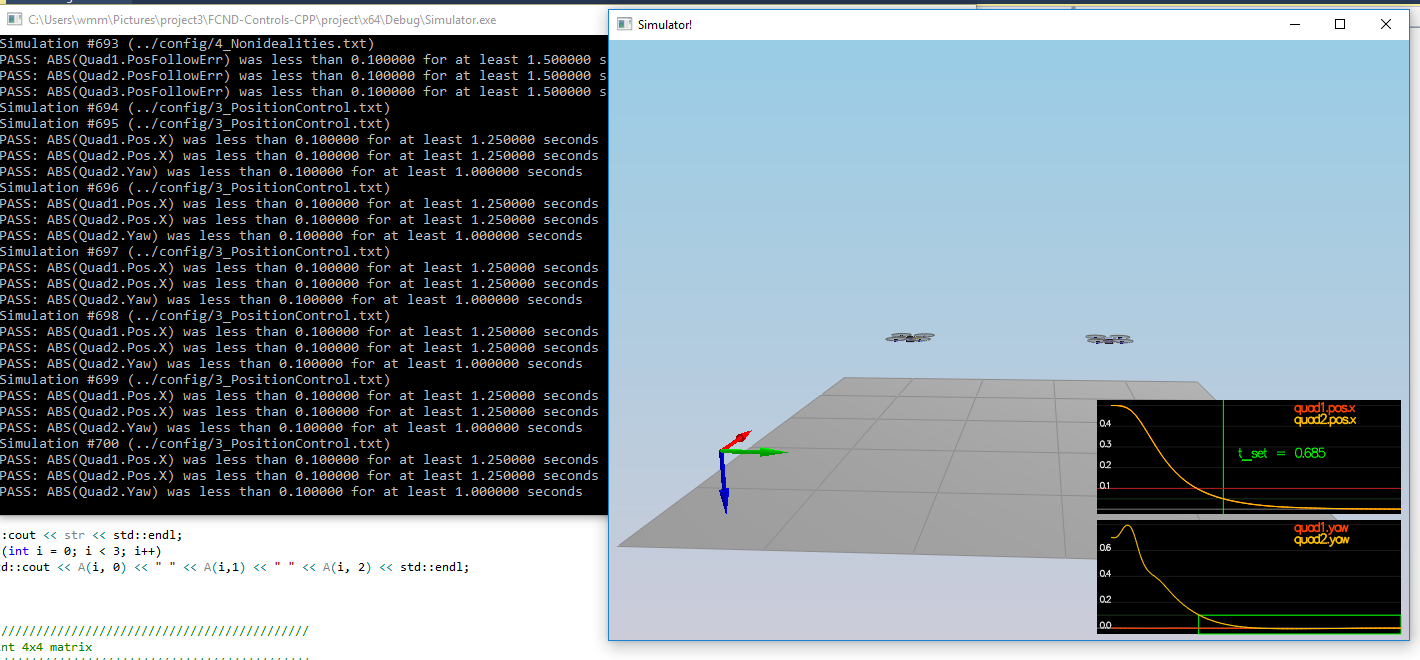 C:\Users\wmm\Pictures\project3\FCND-Controls-CPP\project\x64\Debug\Simulator.exe
Simulation #693 (../config/4_Nonidealities.txt)
PASS: ABS(Quad1.PosFollowErr) was less than 0.100000 for at least 1.500000 s
PASS: ABS(Quad2.PosFollowErr) was less than 0.100000 for at least 1.500000 s
PASS: ABS(Quad3.PosFollowErr) was less than 0.100000 for at least 1.500000 s
Simulation #694 (../config/3_PositionControl.txt)
Simulation #695 (../config/3_PositionControl.txt)
PASS: ABS(Quad1.Pos.X) was less than 0.100000 for at least 1.250000 seconds
PASS: ABS(Quad2.Pos.X) was less than 0.100000 for at least 1.250000 seconds
PASS: ABS(Quad2.Yaw) was less than 0.100000 for at least 1.000000 seconds
Simulation #696 (../config/3_PositionControl.txt)
PASS: ABS(Quad1.Pos.X) was less than 0.100000 for at least 1.250000 seconds
PASS: ABS(Quad2.Pos.X) was less than 0.100000 for at least 1.250000 seconds
PASS: ABS(Quad2.Yaw) was less than 0.100000 for at least 1.000000 seconds
Simulation #697 (../config/3_PositionControl.txt)
PASS: ABS(Quad1.Pos.X) was less than 0.100000 for at least 1.250000 seconds
PASS: ABS(Quad2.Pos.X) was less than 0.100000 for at least 1.250000 seconds
PASS: ABS(Quad2.Yaw) was less than 0.100000 for at least 1.000000 seconds
Simulation #698 (../config/3_PositionControl.txt)
PASS: ABS(Quad1.Pos.X) was less than 0.100000 for at least 1.250000 seconds
PASS: ABS(Quad2.Pos.X) was less than 0.100000 for at least 1.250000 seconds
PASS: ABS(Quad2.Yaw) was less than 0.100000 for at least 1.000000 seconds
Simulation #699 (../config/3_PositionControl.txt)
PASS: ABS(Quad1.Pos.X) was less than 0.100000 for at least 1.250000 seconds
PASS: ABS(Quad2.Pos.X) was less than 0.100000 for at least 1.250000 seconds
PASS: ABS(Quad2.Yaw) was less than 0.100000 for at least 1.000000 seconds
Simulation #700 (../config/3_PositionControl.txt)
PASS: ABS(Quad1.Pos.X) was less than 0.100000 for at least 1.250000 seconds
PASS: ABS(Quad2.Pos.X) was less than 0.100000 for at least 1.250000 seconds
PASS: ABS(Quad2.Yaw) was less than 0.100000 for at least 1.000000 seconds
::cout << str << std::endl;
(int i = 0; i < 3; i++)
d::cout << A(i, 0) << " " << A(i,1) << " " << A(i, 2) << std::endl;
////////////////////////////////////////////
nt 4x4 matrix
Simulator!
quad1.pos.x
quad2.pos.x
0.4
0.3
0.2
0.1
t_set = 0.685
quad1.yaw
quad2.yaw
0.6
0.4
0.2
0.0